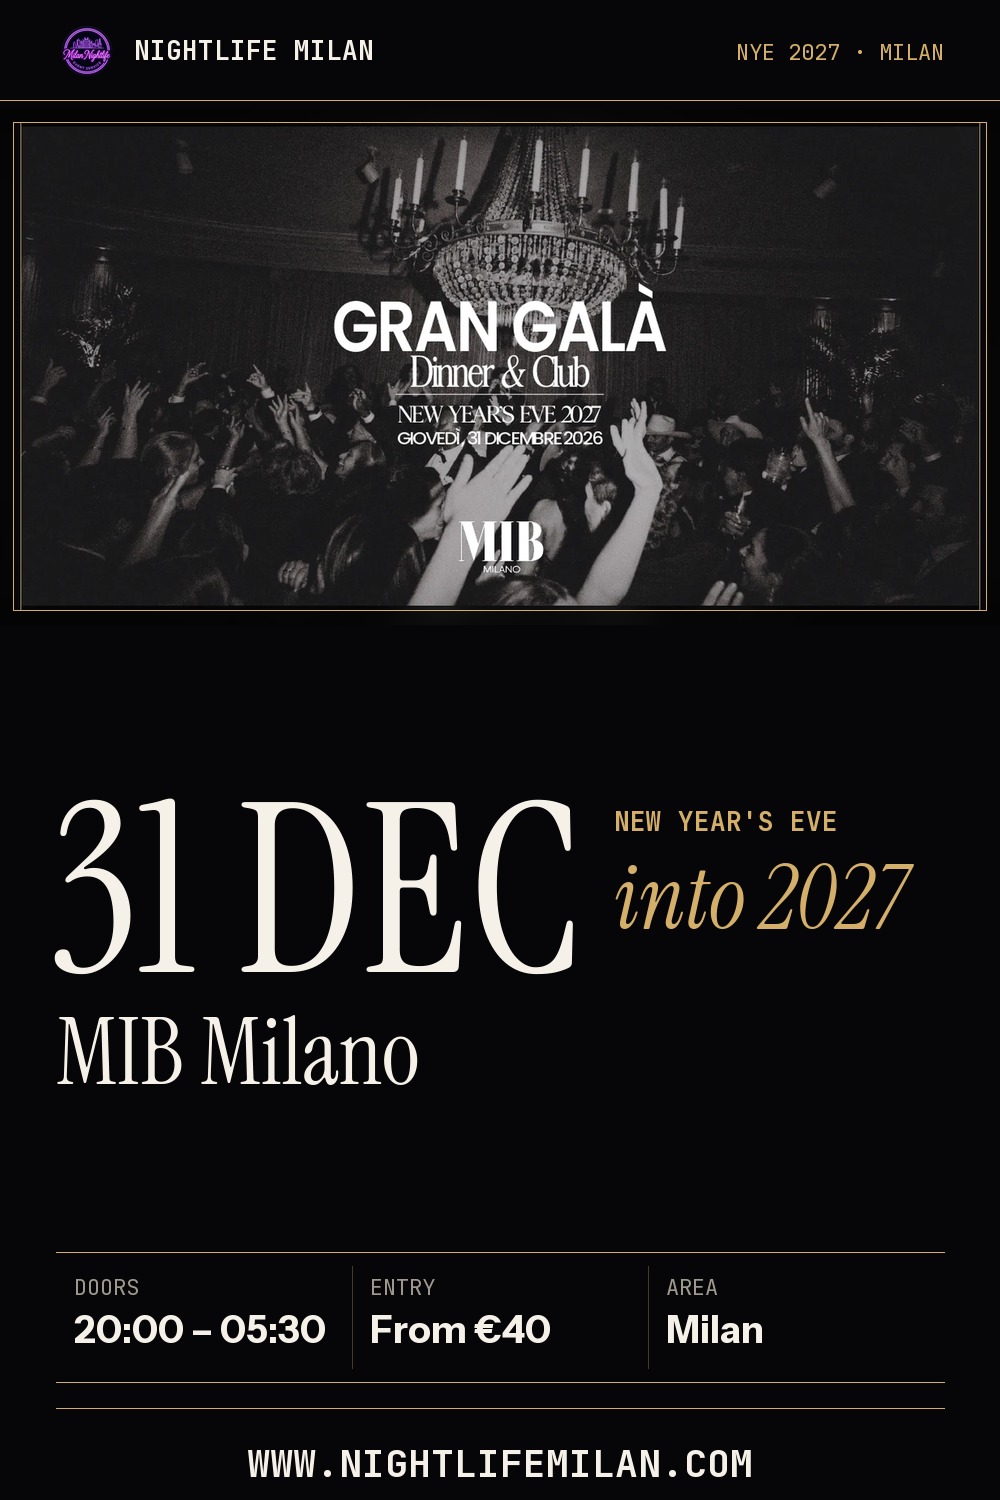 Milan Nightlife
NIGHTLIFE MILAN
NYE 2027 · MILAN
GRAN GALÀ
Dinner & Club
NEW YEAR'S EVE 2027
GIOVEDÌ, 31 DICEMBRE 2026
MIB
MILANO
31 DEC
NEW YEAR'S EVE
into 2027
MIB Milano
DOORS
20:00 – 05:30
ENTRY
From €40
AREA
Milan
WWW.NIGHTLIFEMILAN.COM